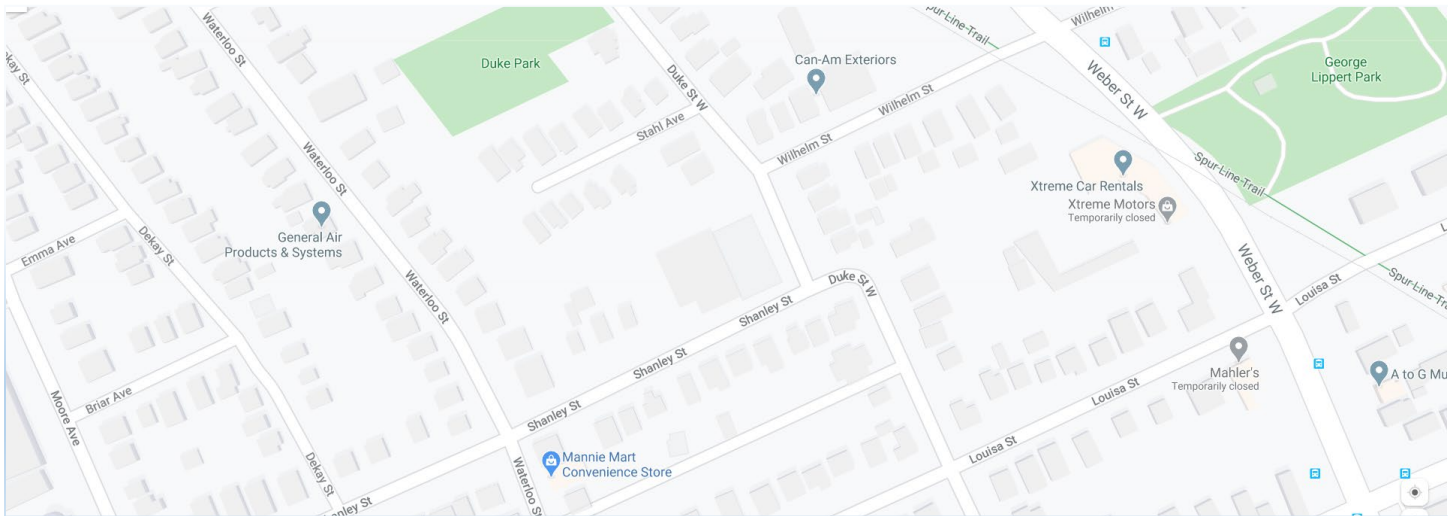 Waterloo St
Wilhelm
Spur-Line-Trail
Dekay St
Duke Park
Duke St W
Can-Am Exteriors
Weber St W
George
Lippert Park
Wilhelm St
Stahl Ave
Wilhelm St
Waterloo St
Xtreme Car Rentals
Xtreme Motors
Temporarily closed
Spur-Line-Trail
General Air
Products & Systems
Emma Ave
Dekay St
Waterloo St
Duke St W
Weber St W
Louisa St
Spur-Line-Tra
Shanley St
Shanley St
Mahler's
Temporarily closed
A to G Mu
Briar Ave
Moore Ave
Louisa St
Shanley St
Louisa St
Mannie Mart
Convenience Store
Dekay St
Waterloo St
nley St